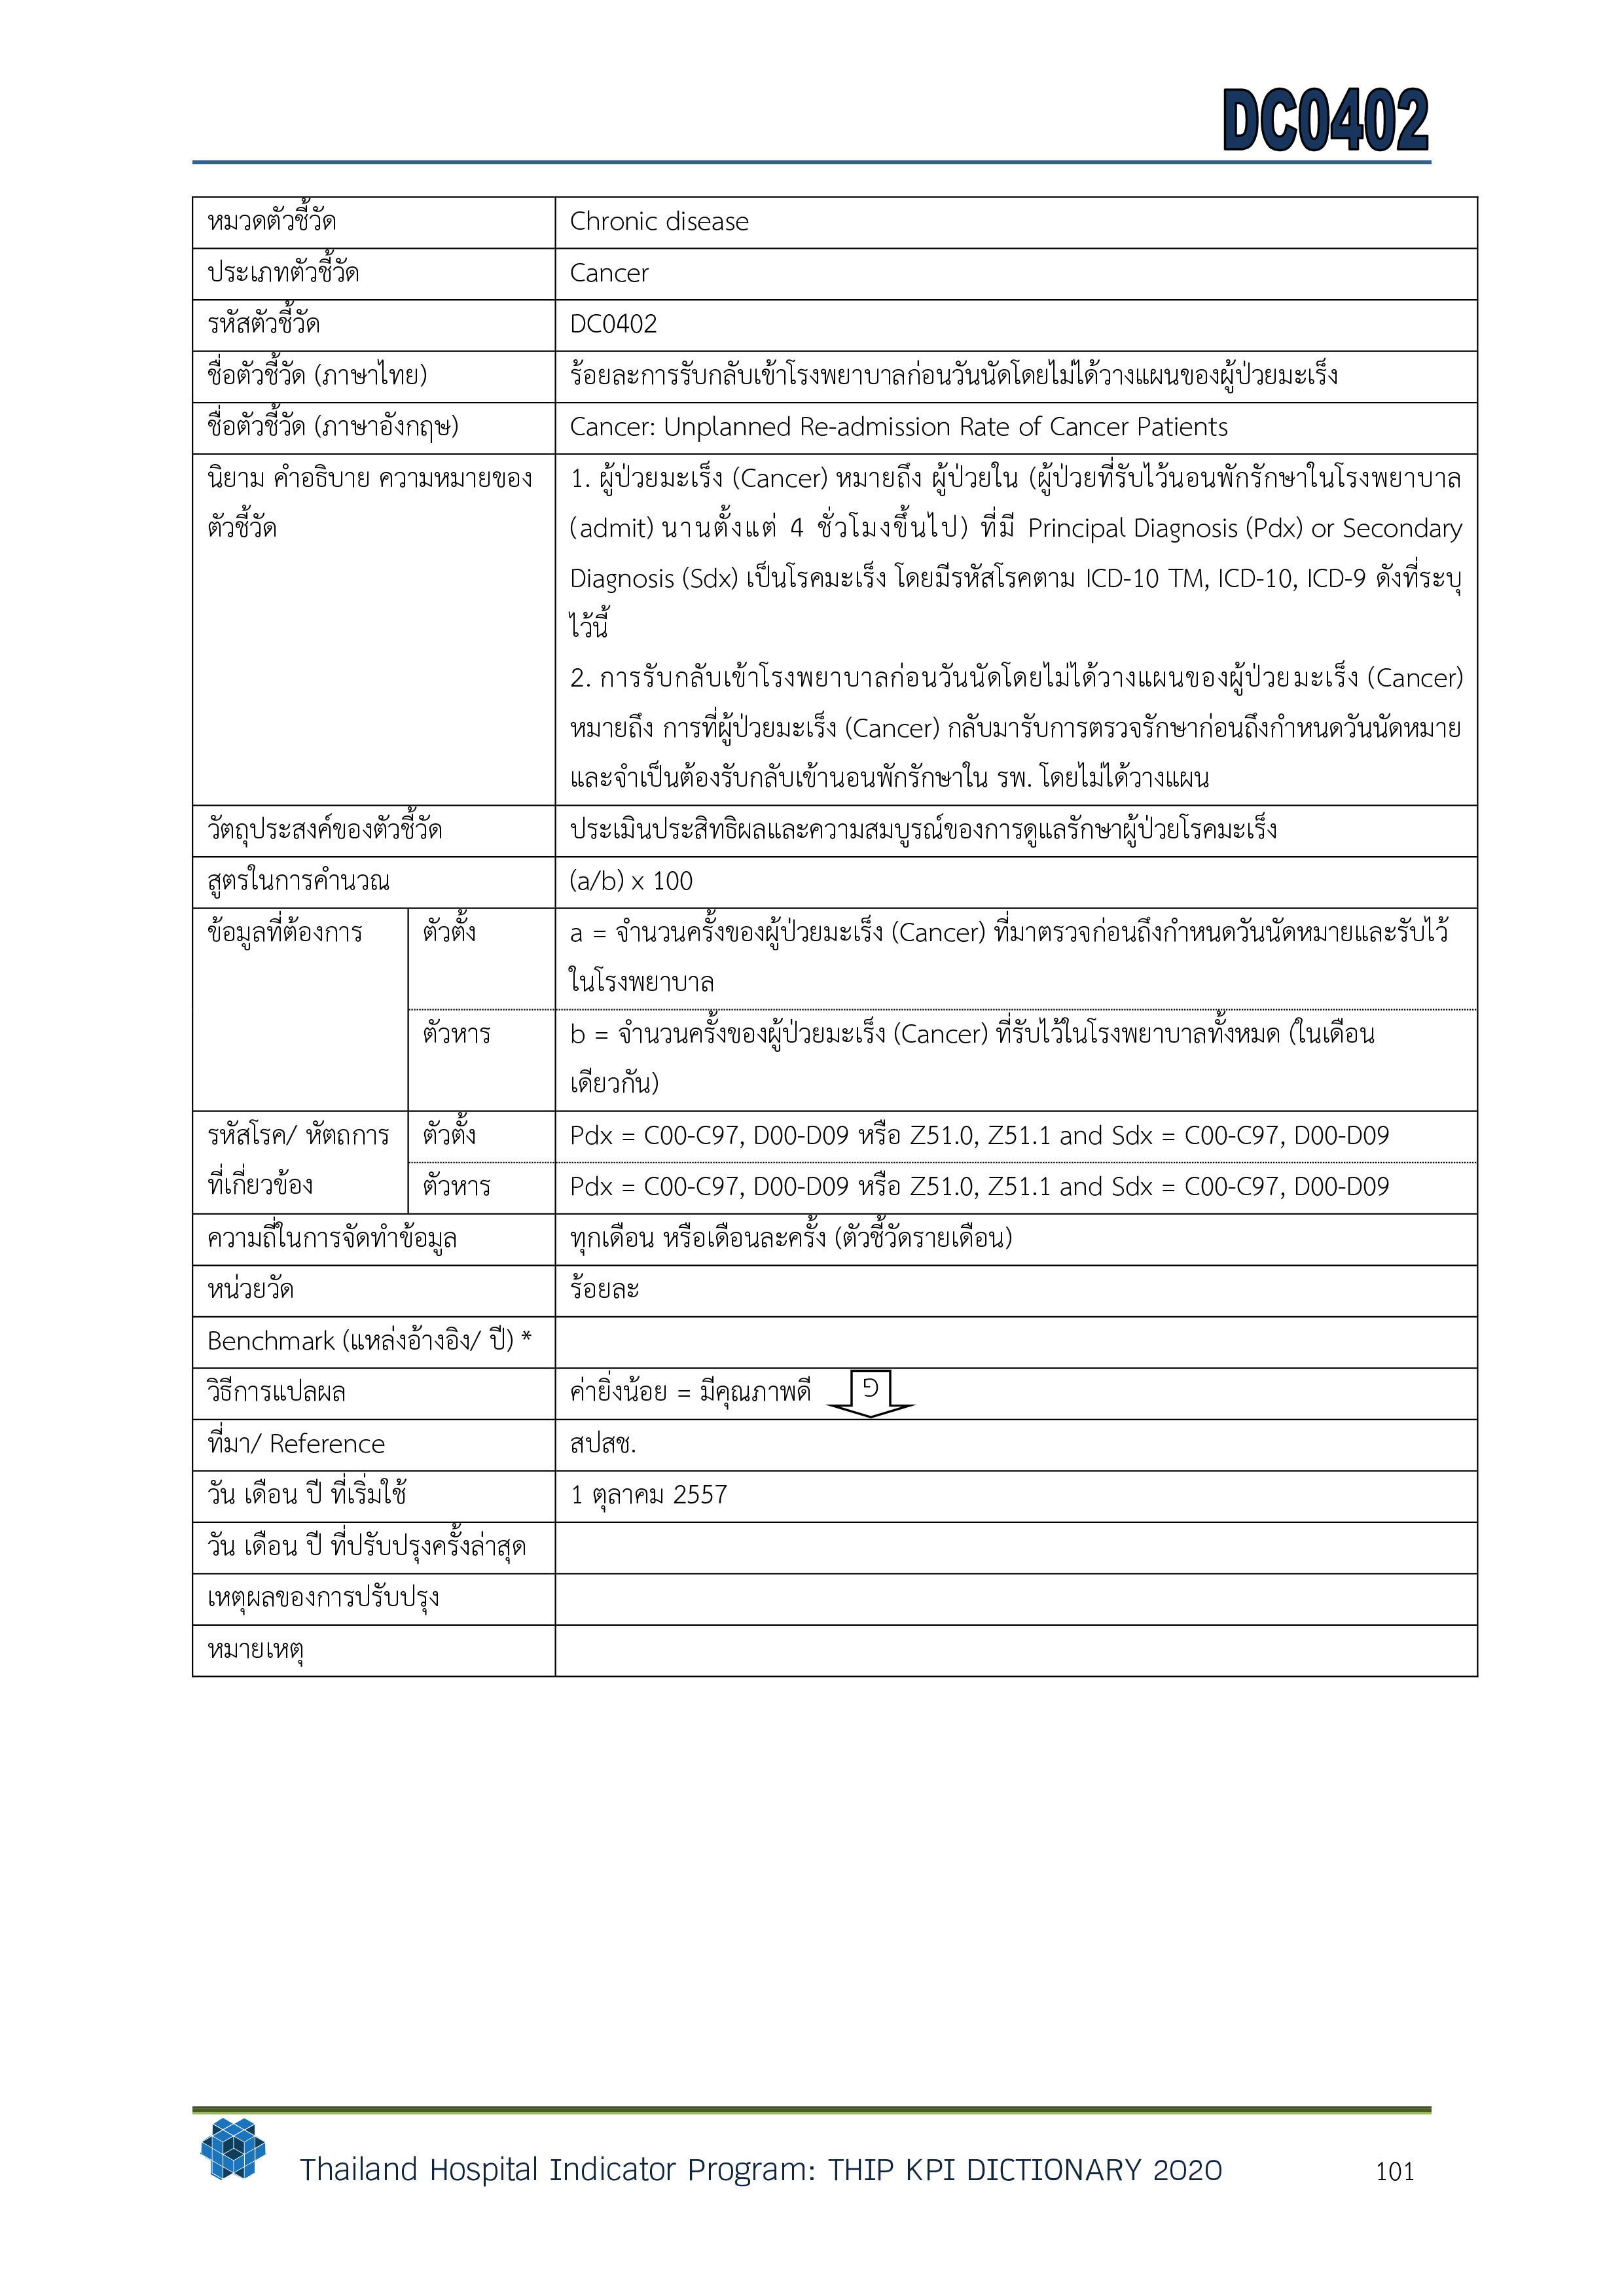 DC0402
หมวดตัวชี้วัด
Chronic disease
ประเภทตัวชี้วัด
Cancer
รหัสตัวชี้วัด
DC0402
ชื่อตัวชี้วัด (ภาษาไทย)
ร้อยละการรับกลับเข้าโรงพยาบาลก่อนวันนัดโดยไม่ได้วางแผนของผู้ป่วยมะเร็ง
ชื่อตัวชี้วัด (ภาษาอังกฤษ)
Cancer: Unplanned Re-admission Rate of Cancer Patients
นิยาม คำอธิบาย ความหมายของ
ตัวชี้วัด
1. ผู้ป่วยมะเร็ง (Cancer) หมายถึง ผู้ป่วยใน (ผู้ป่วยที่รับไว้นอนพักรักษาในโรงพยาบาล
(admit) นานตั้งแต่ 4 ชั่วโมงขึ้นไป) ที่มี Principal Diagnosis (Pdx) or Secondary
Diagnosis (Sdx) เป็นโรคมะเร็ง โดยมีรหัสโรคตาม ICD-10 TM, ICD-10, ICD-9 ดังที่ระบุ
ไว้นี้
2. การรับกลับเข้าโรงพยาบาลก่อนวันนัดโดยไม่ได้วางแผนของผู้ป่วยมะเร็ง (Cancer)
หมายถึง การที่ผู้ป่วยมะเร็ง (Cancer) กลับมารับการตรวจรักษาก่อนถึงกำหนดวันนัดหมาย
และจำเป็นต้องรับกลับเข้านอนพักรักษาใน รพ. โดยไม่ได้วางแผน
วัตถุประสงค์ของตัวชี้วัด
ประเมินประสิทธิผลและความสมบูรณ์ของการดูแลรักษาผู้ป่วยโรคมะเร็ง
สูตรในการคำนวณ
(a/b) x 100
ข้อมูลที่ต้องการ
ตัวตั้ง
a = จำนวนครั้งของผู้ป่วยมะเร็ง (Cancer) ที่มาตรวจก่อนถึงกำหนดวันนัดหมายและรับไว้
ในโรงพยาบาล
ตัวหาร
b = จำนวนครั้งของผู้ป่วยมะเร็ง (Cancer) ที่รับไว้ในโรงพยาบาลทั้งหมด (ในเดือน
เดียวกัน)
รหัสโรค/ หัตถการ
ที่เกี่ยวข้อง
ตัวตั้ง
Pdx = C00-C97, D00-D09 หรือ Z51.0, Z51.1 and Sdx = C00-C97, D00-D09
ตัวหาร
Pdx = C00-C97, D00-D09 หรือ Z51.0, Z51.1 and Sdx = C00-C97, D00-D09
ความถี่ในการจัดทำข้อมูล
ทุกเดือน หรือเดือนละครั้ง (ตัวชี้วัดรายเดือน)
หน่วยวัด
ร้อยละ
Benchmark (แหล่งอ้างอิง/ ปี) *
วิธีการแปลผล
ค่ายิ่งน้อย = มีคุณภาพดี
ที่มา/ Reference
สปสช.
วัน เดือน ปี ที่เริ่มใช้
1 ตุลาคม 2557
วัน เดือน ปี ที่ปรับปรุงครั้งล่าสุด
เหตุผลของการปรับปรุง
หมายเหตุ
Thailand Hospital Indicator Program: THIP KPI DICTIONARY 2020
101